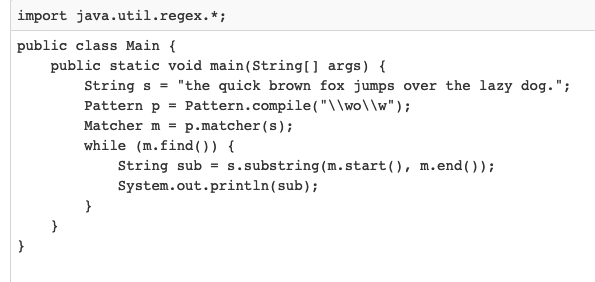 import java.util.regex.*;
public class Main {
    public static void main(String[] args) {
        String s = "the quick brown fox jumps over the lazy dog.";
        Pattern p = Pattern.compile("\\wo\\w");
        Matcher m = p.matcher(s);
        while (m.find()) {
            String sub = s.substring(m.start(), m.end());
            System.out.println(sub);
        }
    }
}